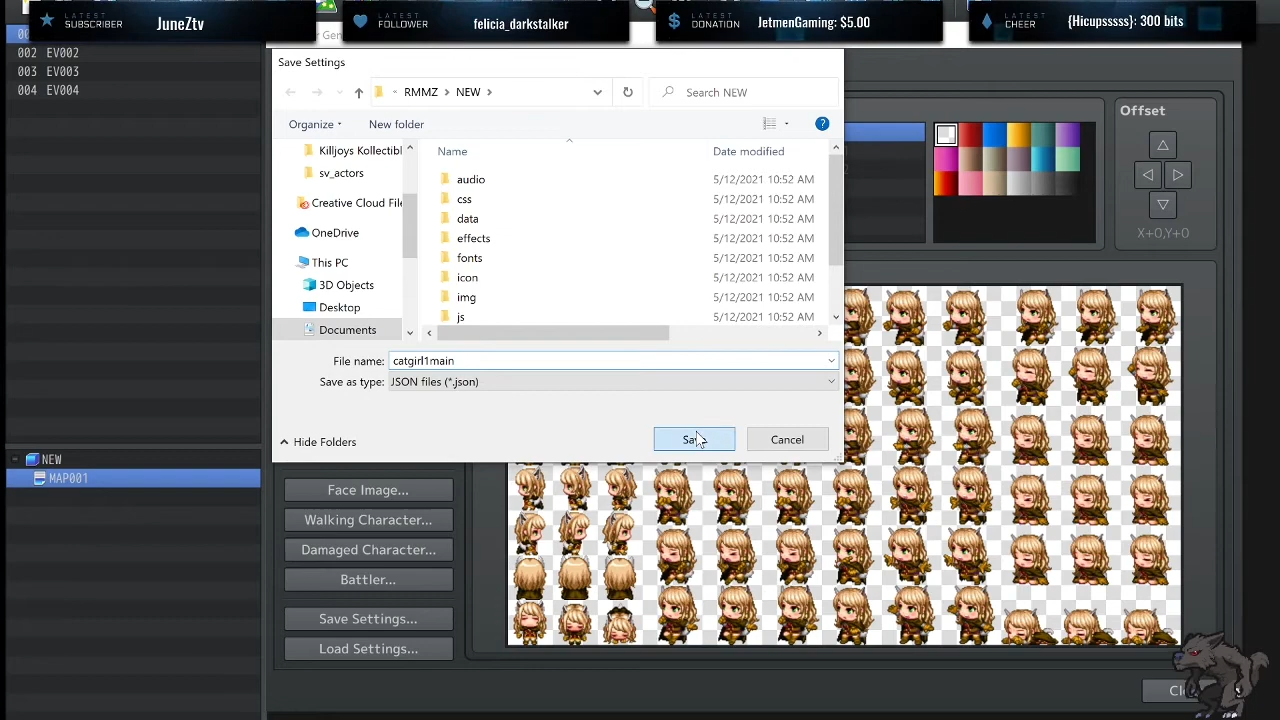 LATEST
SUBSCRIBER
JuneZtv
LATEST
FOLLOWER
felicia_darkstalker
LATEST
DONATION
JetmenGaming: $5.00
LATEST
CHEER
{Hicupsssss}: 300 bits
002 EV002
003 EV003
004 EV004
Save Settings
RMMZ
NEW
Search NEW
Organize
New folder
Killjoys Kollectibl
sv_actors
Creative Cloud File
OneDrive
This PC
3D Objects
Desktop
Documents
Name
Date modified
audio 5/12/2021 10:52 AM
css 5/12/2021 10:52 AM
data 5/12/2021 10:52 AM
effects 5/12/2021 10:52 AM
fonts 5/12/2021 10:52 AM
icon 5/12/2021 10:52 AM
img 5/12/2021 10:52 AM
js 5/12/2021 10:52 AM
File name: catgirl1main
Save as type: JSON files (*.json)
Hide Folders
Cancel
Offset
X+0,Y+0
NEW
MAP001
Face Image...
Walking Character...
Damaged Character...
Battler...
Save Settings...
Load Settings...